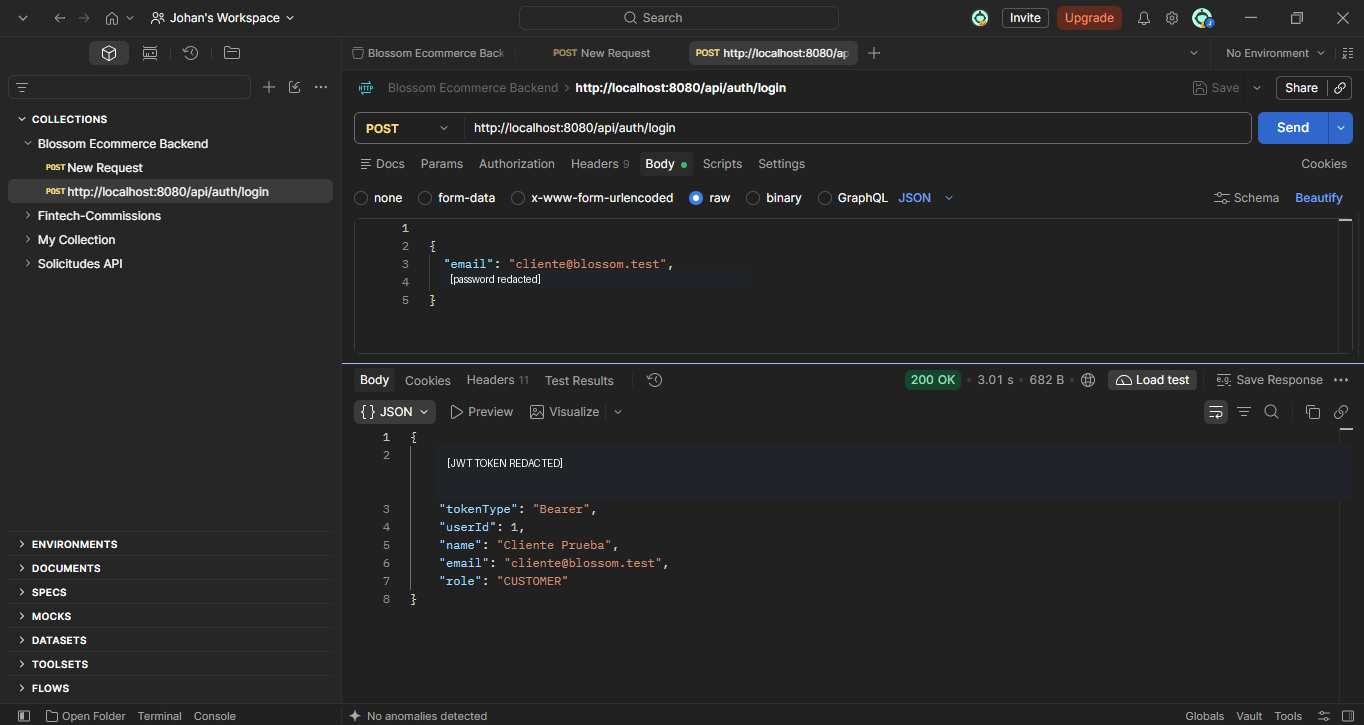 Johan's Workspace
Search
Invite
Upgrade
Blossom Ecommerce Back
POST New Request
POST http://localhost:8080/ap
No Environment
COLLECTIONS
Blossom Ecommerce Backend
POST New Request
POST http://localhost:8080/api/auth/login
Fintech-Commissions
My Collection
Solicitudes API
ENVIRONMENTS
DOCUMENTS
SPECS
MOCKS
DATASETS
TOOLSETS
FLOWS
HTTP Blossom Ecommerce Backend > http://localhost:8080/api/auth/login
Save
Share
POST
http://localhost:8080/api/auth/login
Send
Docs Params Authorization Headers 9 Body Scripts Settings
Cookies
none form-data x-www-form-urlencoded raw binary GraphQL JSON
Schema Beautify
1
2 {
3 "email": "cliente@blossom.test",
4 [password redacted]
5 }
Body Cookies Headers 11 Test Results
200 OK • 3.01 s • 682 B •
Load test
e.g. Save Response
{} JSON Preview Visualize
1 {
2 [JWT TOKEN REDACTED]
3 "tokenType": "Bearer",
4 "userId": 1,
5 "name": "Cliente Prueba",
6 "email": "cliente@blossom.test",
7 "role": "CUSTOMER"
8 }
Open Folder Terminal Console
No anomalies detected
Globals Vault Tools